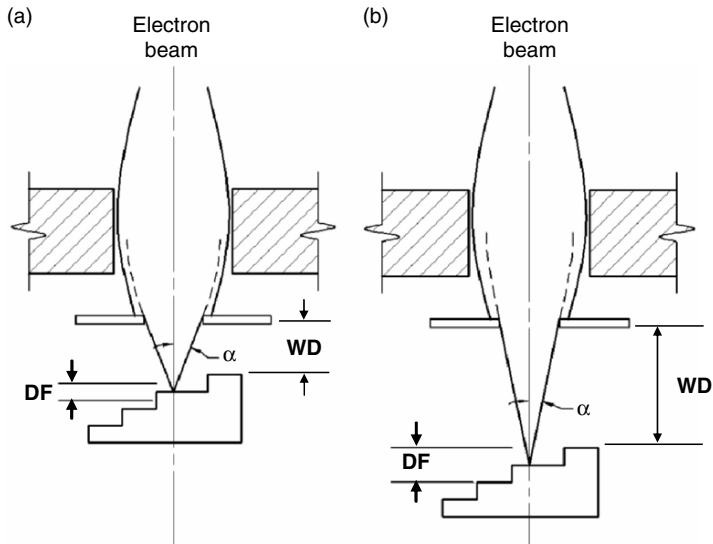 (a)
Electron
beam
α
WD
DF
(b)
Electron
beam
α
WD
DF